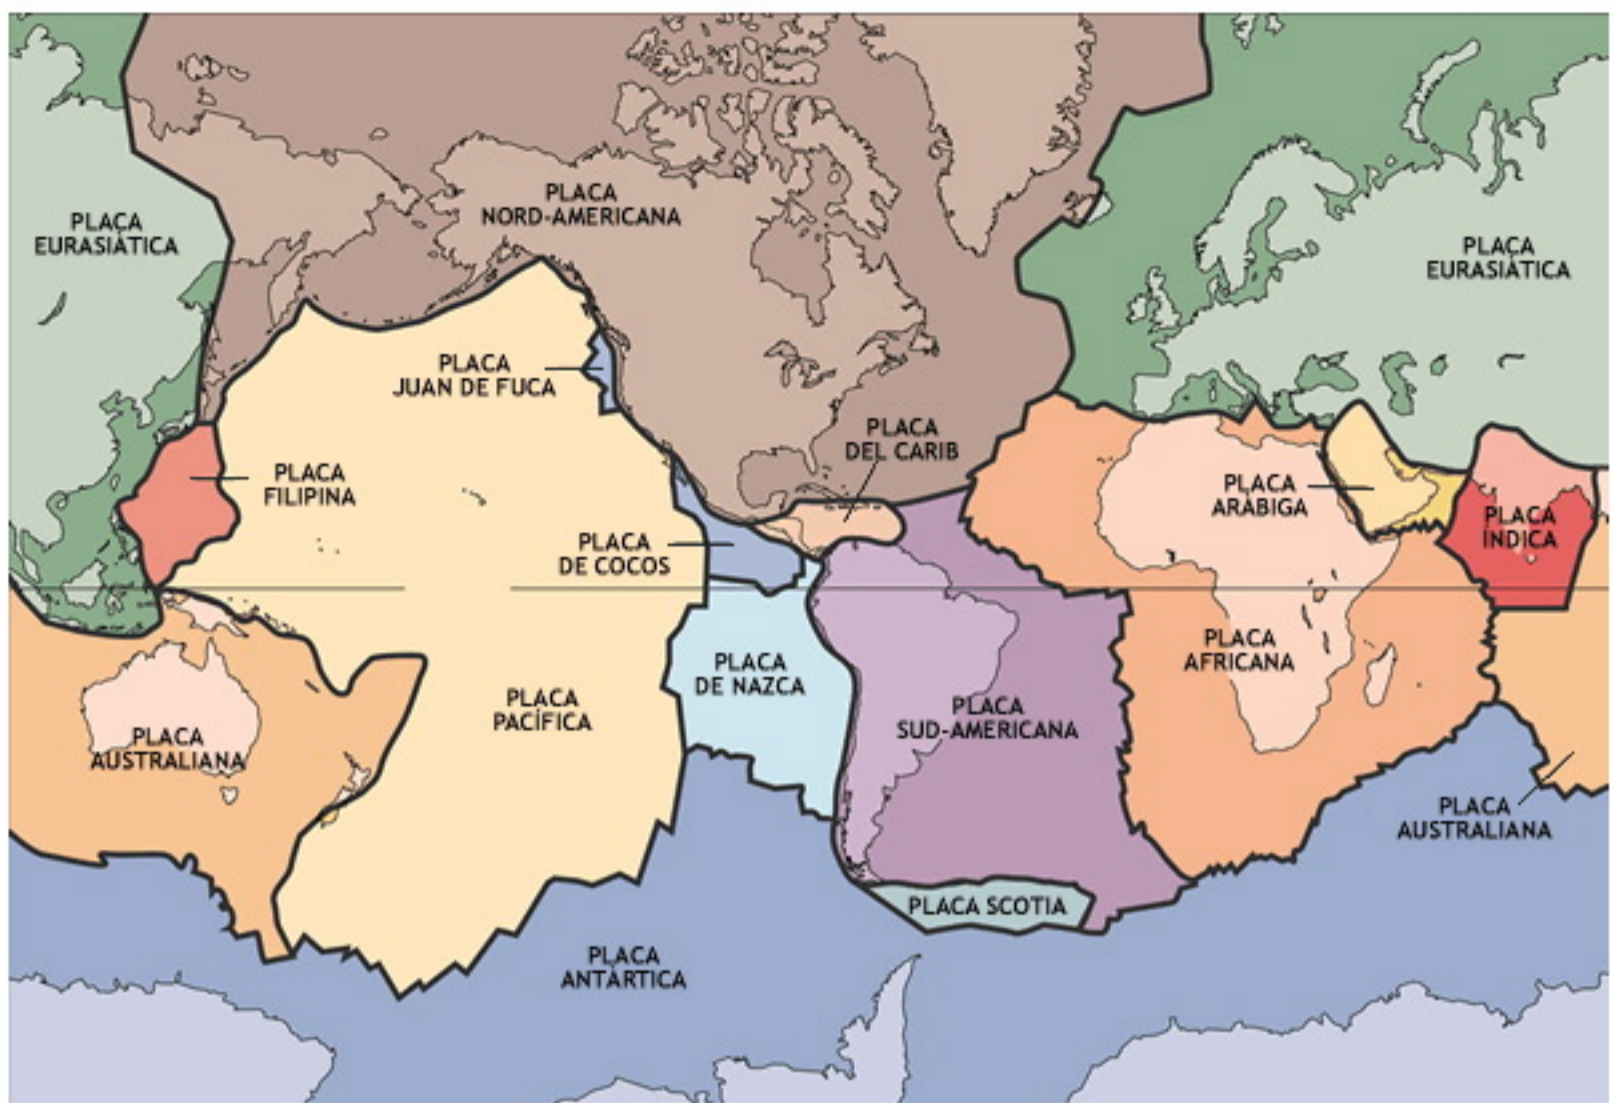 PLACA
NORD-AMERICANA
PLACA
EURASIÀTICA
PLACA
EURASIÀTICA
PLACA
JUAN DE FUCA
PLACA
DEL CARIB
PLACA
FILIPINA
PLACA
ARÀBIGA
PLACA
ÍNDICA
PLACA
DE COCOS
PLACA
AFRICANA
PLACA
DE NAZCA
PLACA
PACÍFICA
PLACA
SUD-AMERICANA
PLACA
AUSTRALIANA
PLACA
AUSTRALIANA
PLACA SCOTIA
PLACA
ANTÀRTICA